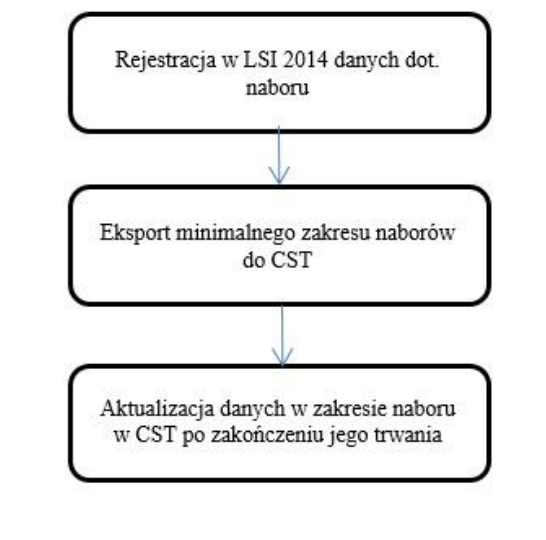 Rejestracja w LSI 2014 danych dot.
naboru
Eksport minimalnego zakresu naborów
do CST
Aktualizacja danych w zakresie naboru
w CST po zakończeniu jego trwania